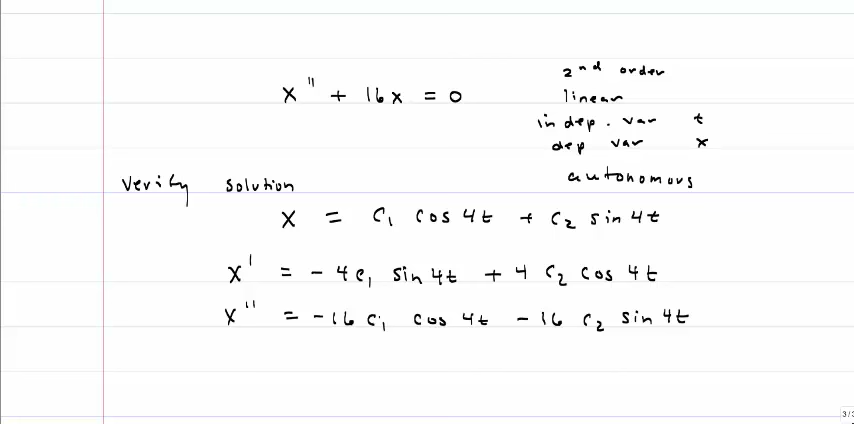 2nd order
x'' + 16x = 0
linear
indep. var t
dep var x
autonomous
Verify solution
x = c₁ cos 4t + c₂ sin 4t
x' = - 4c₁ sin 4t + 4 c₂ cos 4t
x'' = -16 c₁ cos 4t - 16 c₂ sin 4t